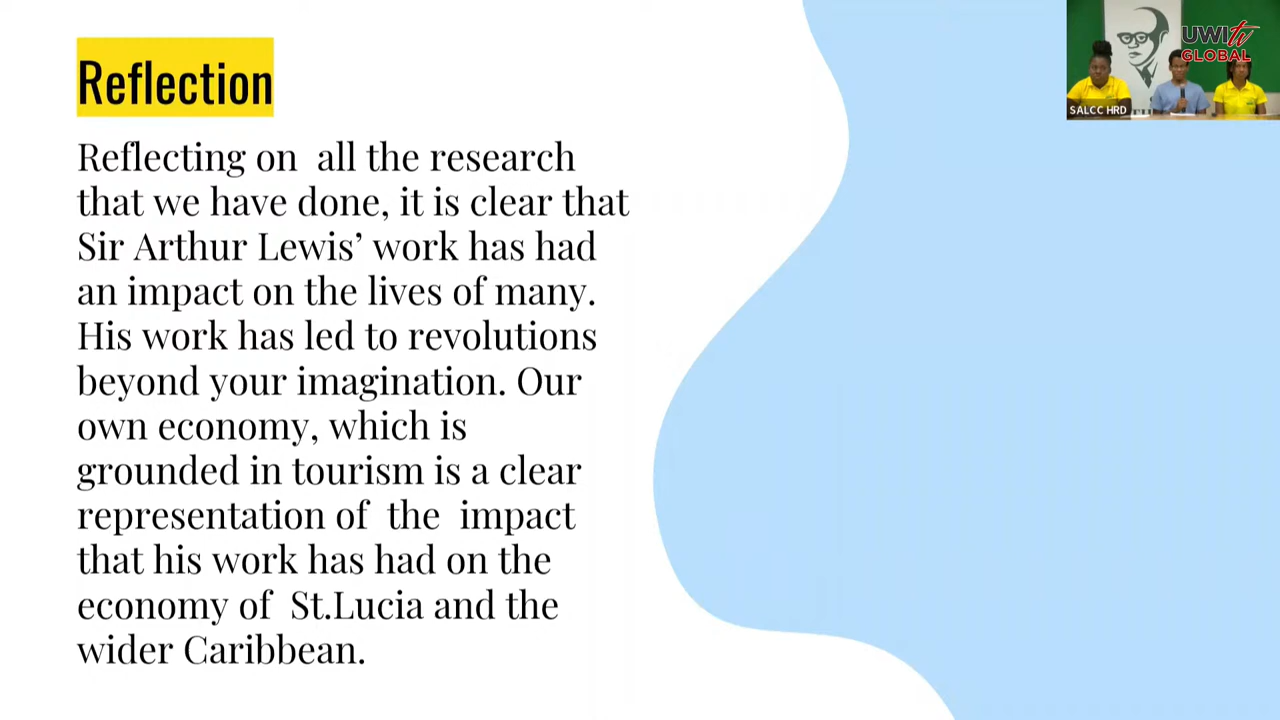 Reflection
Reflecting on  all the research
that we have done, it is clear that
Sir Arthur Lewis’ work has had
an impact on the lives of many.
His work has led to revolutions
beyond your imagination. Our
own economy, which is
grounded in tourism is a clear
representation of  the  impact
that his work has had on the
economy of  St.Lucia and the
wider Caribbean.
UWItv
GLOBAL
SALCC HRD